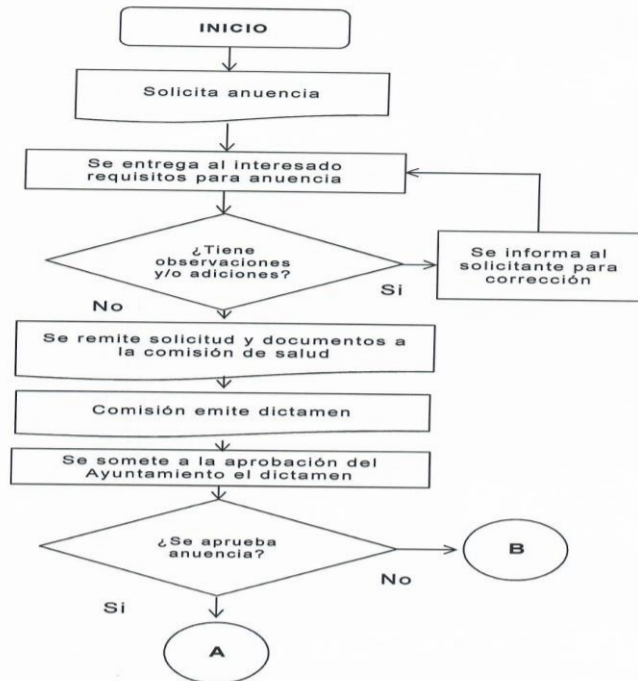 INICIO
Solicita anuencia
Se entrega al interesado
requisitos para anuencia
¿Tiene
observaciones
y/o adiciones?
Si
Se informa al
solicitante para
corrección
No
Se remite solicitud y documentos a
la comisión de salud
Comisión emite dictamen
Se somete a la aprobación del
Ayuntamiento el dictamen
¿Se aprueba
anuencia?
No
B
Si
A